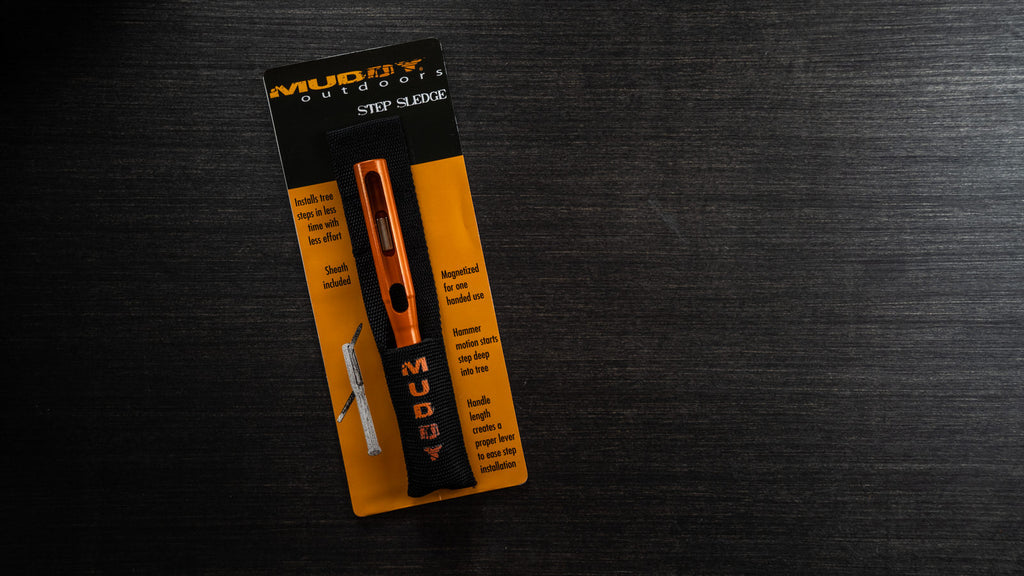 MUDDY
outdoors
STEP SLEDGE
Installs tree
steps in less
time with
less effort
Sheath
included
Magnetized
for one
handed use
Hammer
motion starts
step deep
into tree
Handle
length
creates a
proper lever
to ease step
installation
MUDDY